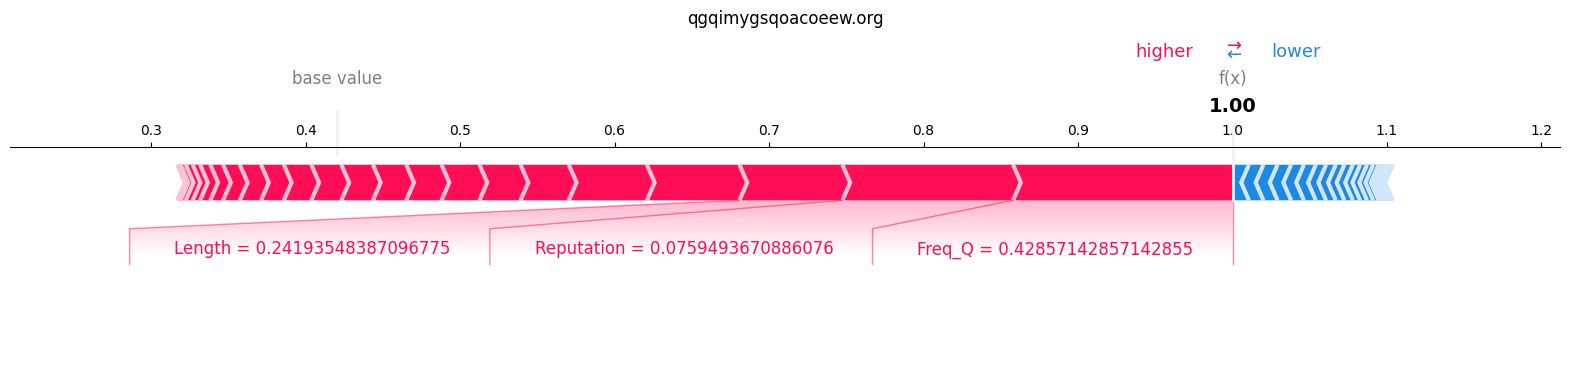 qgqimygsqoacoeew.org
higher ⇄ lower
base value f(x)
1.00
0.3 0.4 0.5 0.6 0.7 0.8 0.9 1.0 1.1 1.2
Length = 0.24193548387096775 Reputation = 0.0759493670886076 Freq_Q = 0.42857142857142855